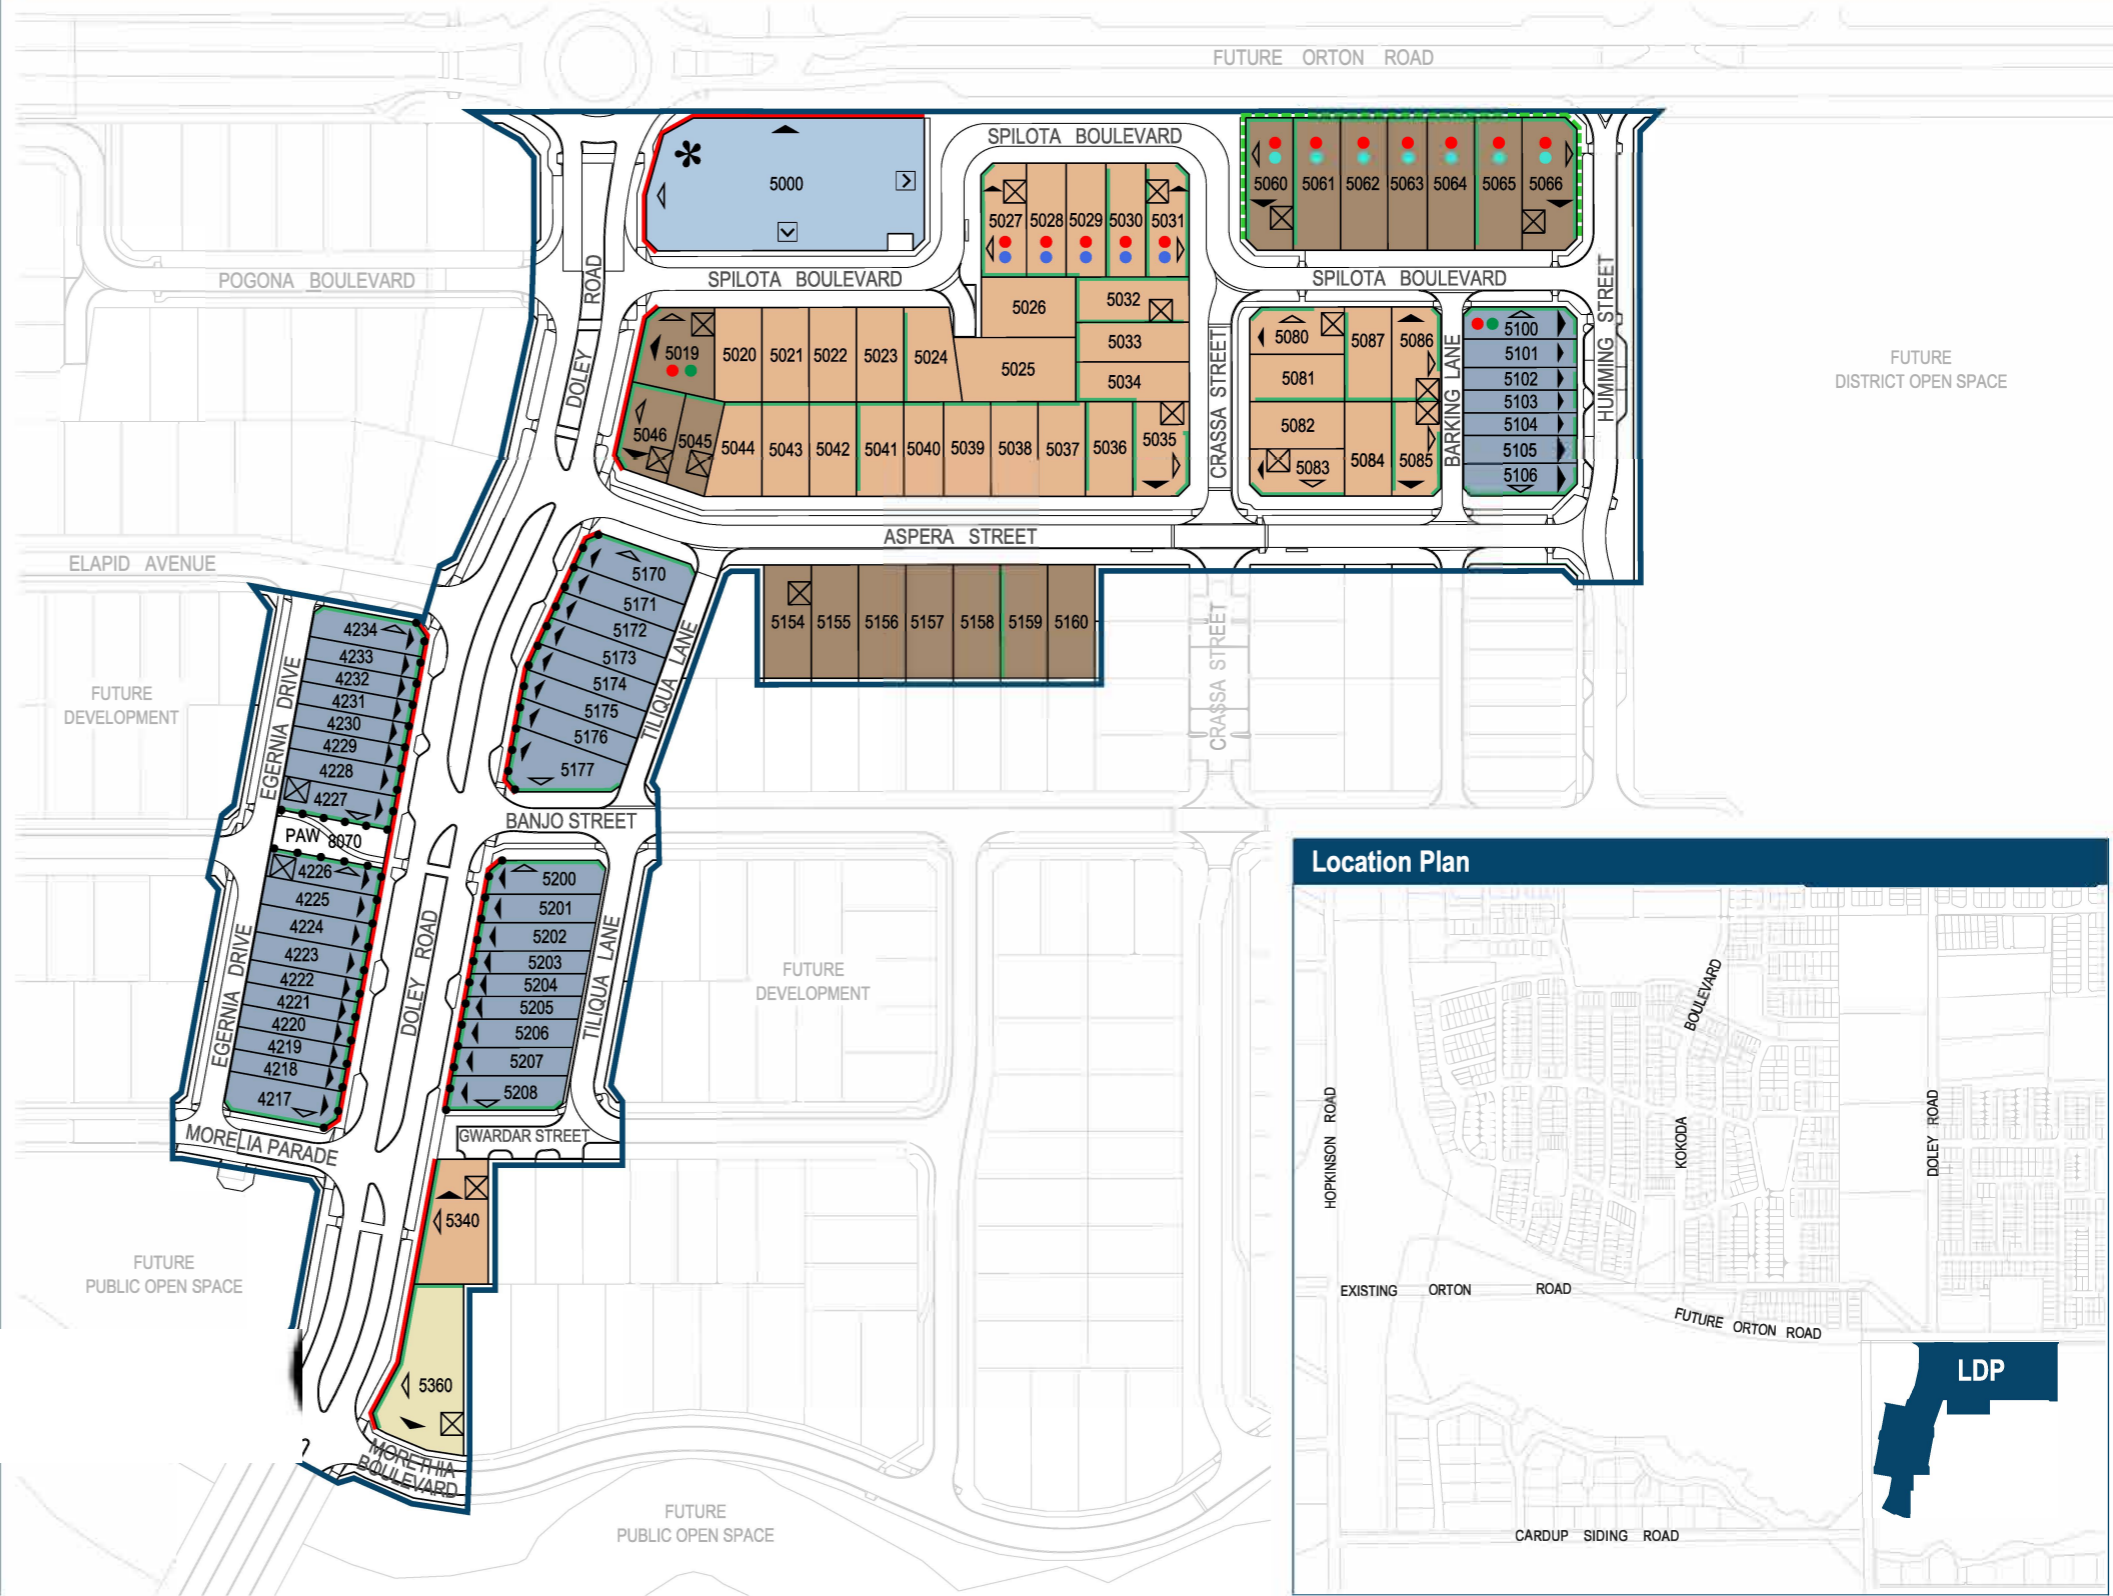 FUTURE ORTON ROAD
SPILOTA BOULEVARD
5000
5027
5028
5029
5030
5031
5060
5061
5062
5063
5064
5065
5066
POGONA BOULEVARD
DOLEY ROAD
SPILOTA BOULEVARD
SPILOTA BOULEVARD
HUMMING STREET
5026
5032
5033
5034
5025
5019
5020
5021
5022
5023
5024
5046
5045
5044
5043
5042
5041
5040
5039
5038
5037
5036
5035
CRASSA STREET
5080
5087
5086
5081
5082
5083
5084
5085
BARKING LANE
5100
5101
5102
5103
5104
5105
5106
FUTURE
DISTRICT OPEN SPACE
ASPERA STREET
ELAPID AVENUE
5170
5171
5172
5173
5174
5175
5176
5177
TILIQUA LANE
5154
5155
5156
5157
5158
5159
5160
CRASSA STREET
FUTURE
DEVELOPMENT
EGERNIA DRIVE
4234
4233
4232
4231
4230
4229
4228
4227
PAW 8070
BANJO STREET
4226
4225
4224
4223
4222
4221
4220
4219
4218
4217
EGERNIA DRIVE
DOLEY ROAD
5200
5201
5202
5203
5204
5205
5206
5207
5208
TILIQUA LANE
FUTURE
DEVELOPMENT
MORELIA PARADE
GWARDAR STREET
5340
FUTURE
PUBLIC OPEN SPACE
5360
MORETHIA
BOULEVARD
FUTURE
PUBLIC OPEN SPACE
Location Plan
BOULEVARD
KOKODA
HOPKINSON ROAD
DOLEY ROAD
EXISTING ORTON ROAD
FUTURE ORTON ROAD
LDP
CARDUP SIDING ROAD